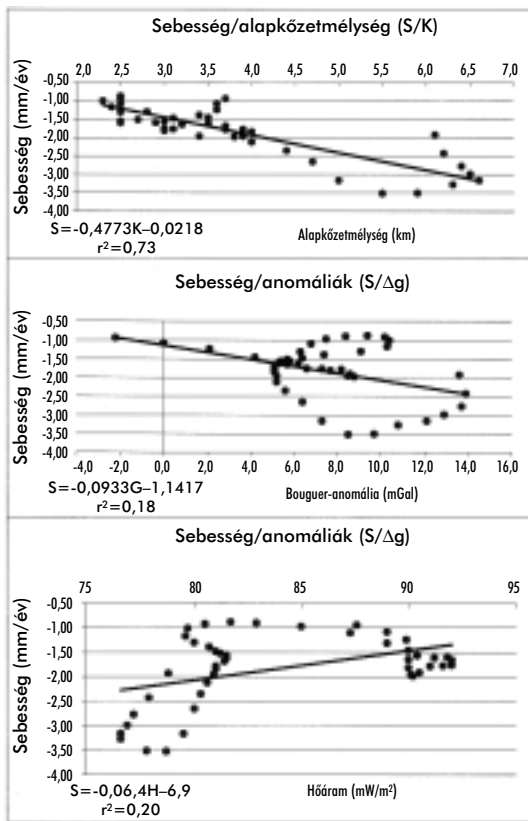 Sebesség/alapkőzetmélység (S/K)
2,0 2,5 3,0 3,5 4,0 4,5 5,0 5,5 6,0 6,5 7,0
Sebesség (mm/év)
-0,50
-1,00
-1,50
-2,00
-2,50
-3,00
-3,50
-4,00
S=-0,4773K–0,0218
r²=0,73
Alapkőzetmélység (km)
Sebesség/anomáliák (S/Δg)
Sebesség (mm/év)
-0,50
-1,00
-1,50
-2,00
-2,50
-3,00
-3,50
-4,00
-4,0 -2,0 0,0 2,0 4,0 6,0 8,0 10,0 12,0 14,0 16,0
S=-0,0933G–1,1417
r²=0,18
Bouguer-anomália (mGal)
Sebesség/anomáliák (S/Δg)
75 80 85 90 95
Sebesség (mm/év)
-0,50
-1,00
-1,50
-2,00
-2,50
-3,00
-3,50
-4,00
S=-0,06,4H–6,9
r²=0,20
Hőáram (mW/m²)